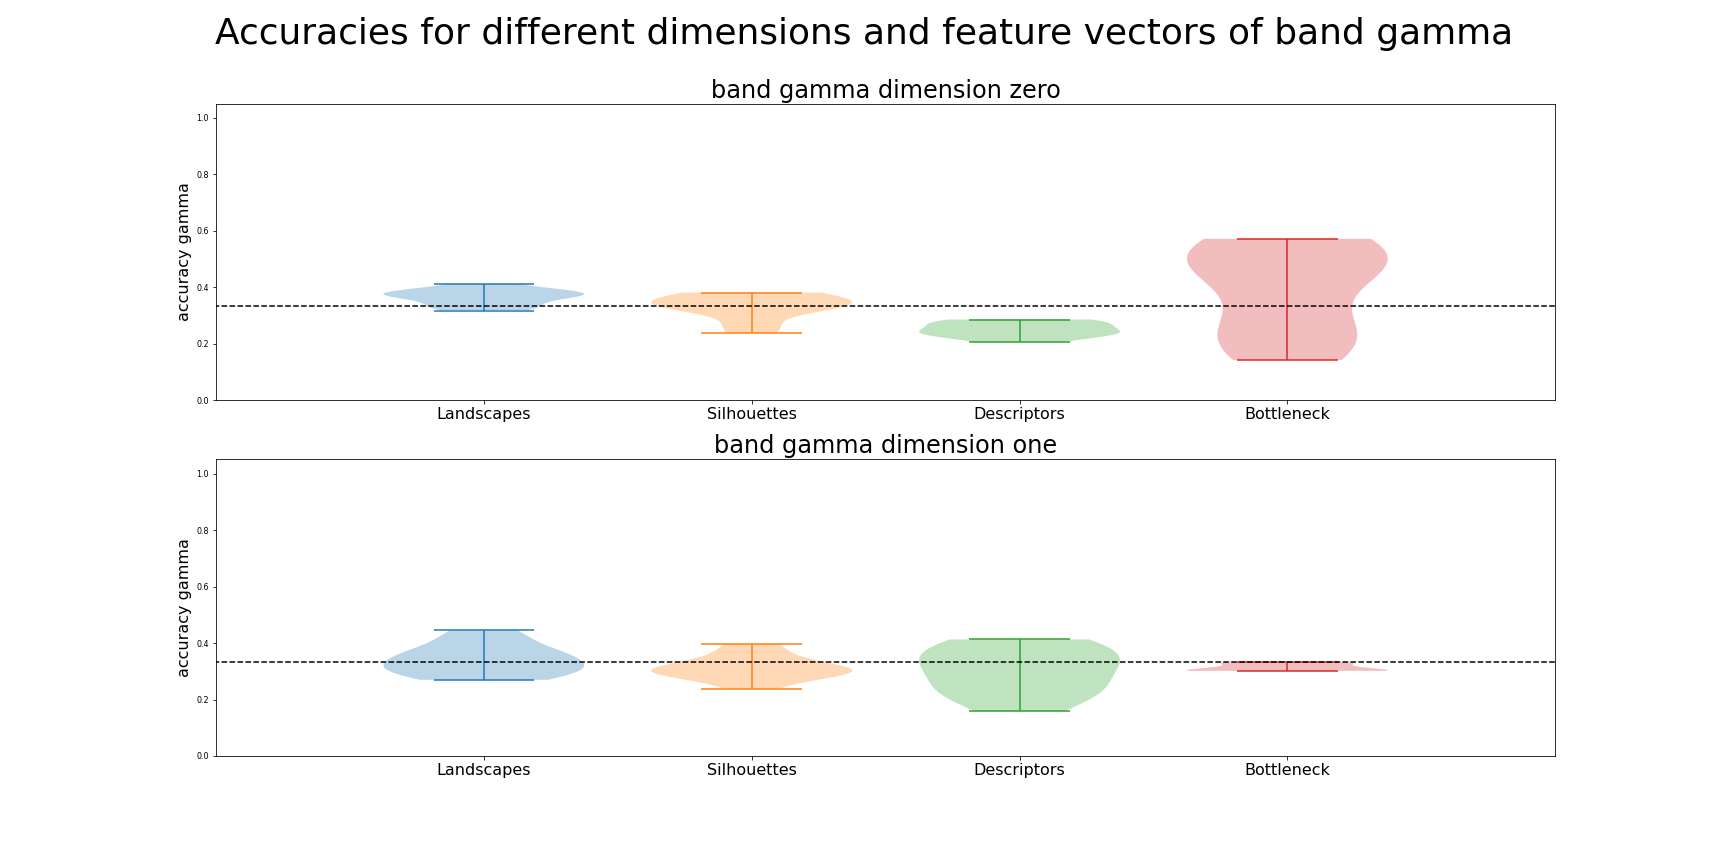 Accuracies for different dimensions and feature vectors of band gamma
band gamma dimension zero
accuracy gamma
1.0
0.8
0.6
0.4
0.2
0.0
Landscapes Silhouettes Descriptors Bottleneck
band gamma dimension one
accuracy gamma
1.0
0.8
0.6
0.4
0.2
0.0
Landscapes Silhouettes Descriptors Bottleneck